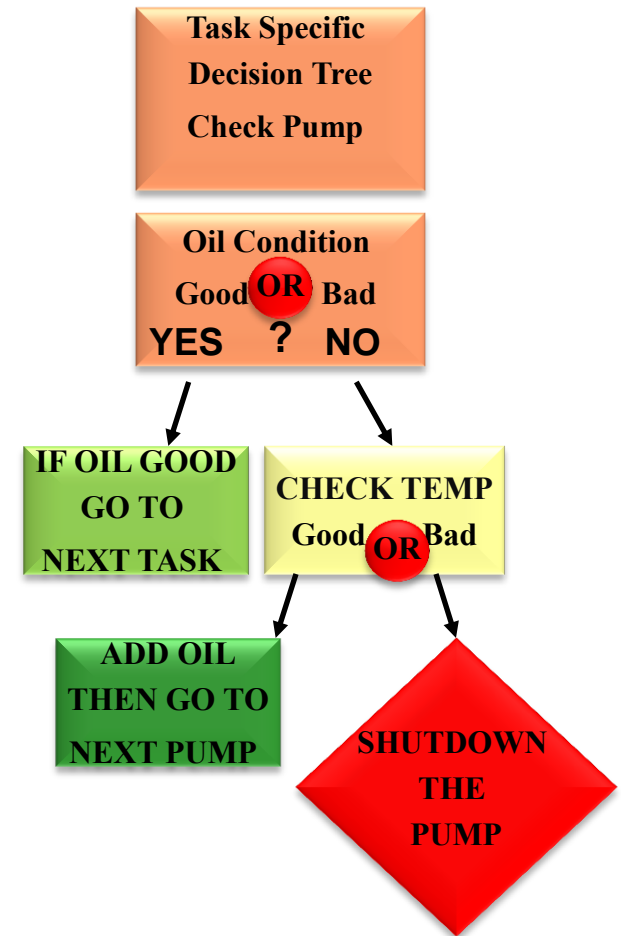 Task Specific
Decision Tree
Check Pump
Oil Condition
Good OR Bad
YES ? NO
IF OIL GOOD
GO TO
NEXT TASK
CHECK TEMP
Good OR Bad
ADD OIL
THEN GO TO
NEXT PUMP
SHUTDOWN
THE
PUMP